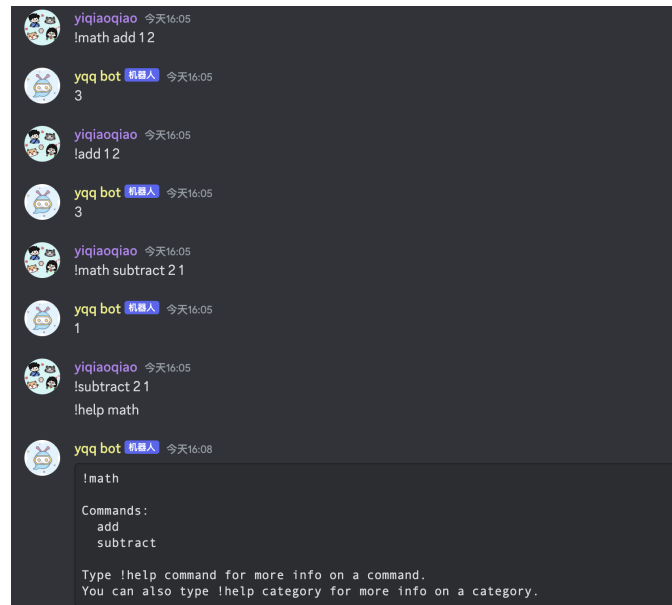 yiqiaoqiao 今天16:05
!math add 1 2
yqq bot 机器人 今天16:05
3
yiqiaoqiao 今天16:05
!add 1 2
yqq bot 机器人 今天16:05
3
yiqiaoqiao 今天16:05
!math subtract 2 1
yqq bot 机器人 今天16:05
1
yiqiaoqiao 今天16:05
!subtract 2 1
!help math
yqq bot 机器人 今天16:08
!math
Commands:
add
subtract
Type !help command for more info on a command.
You can also type !help category for more info on a category.